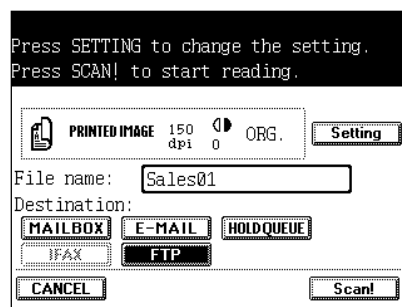 Press SETTING to change the setting.
Press SCAN! to start reading.
PRINTED IMAGE 150 dpi 0 ORG. Setting
File name: Sales01
Destination:
MAILBOX E-MAIL HOLD QUEUE
IFAX FTP
CANCEL Scan!